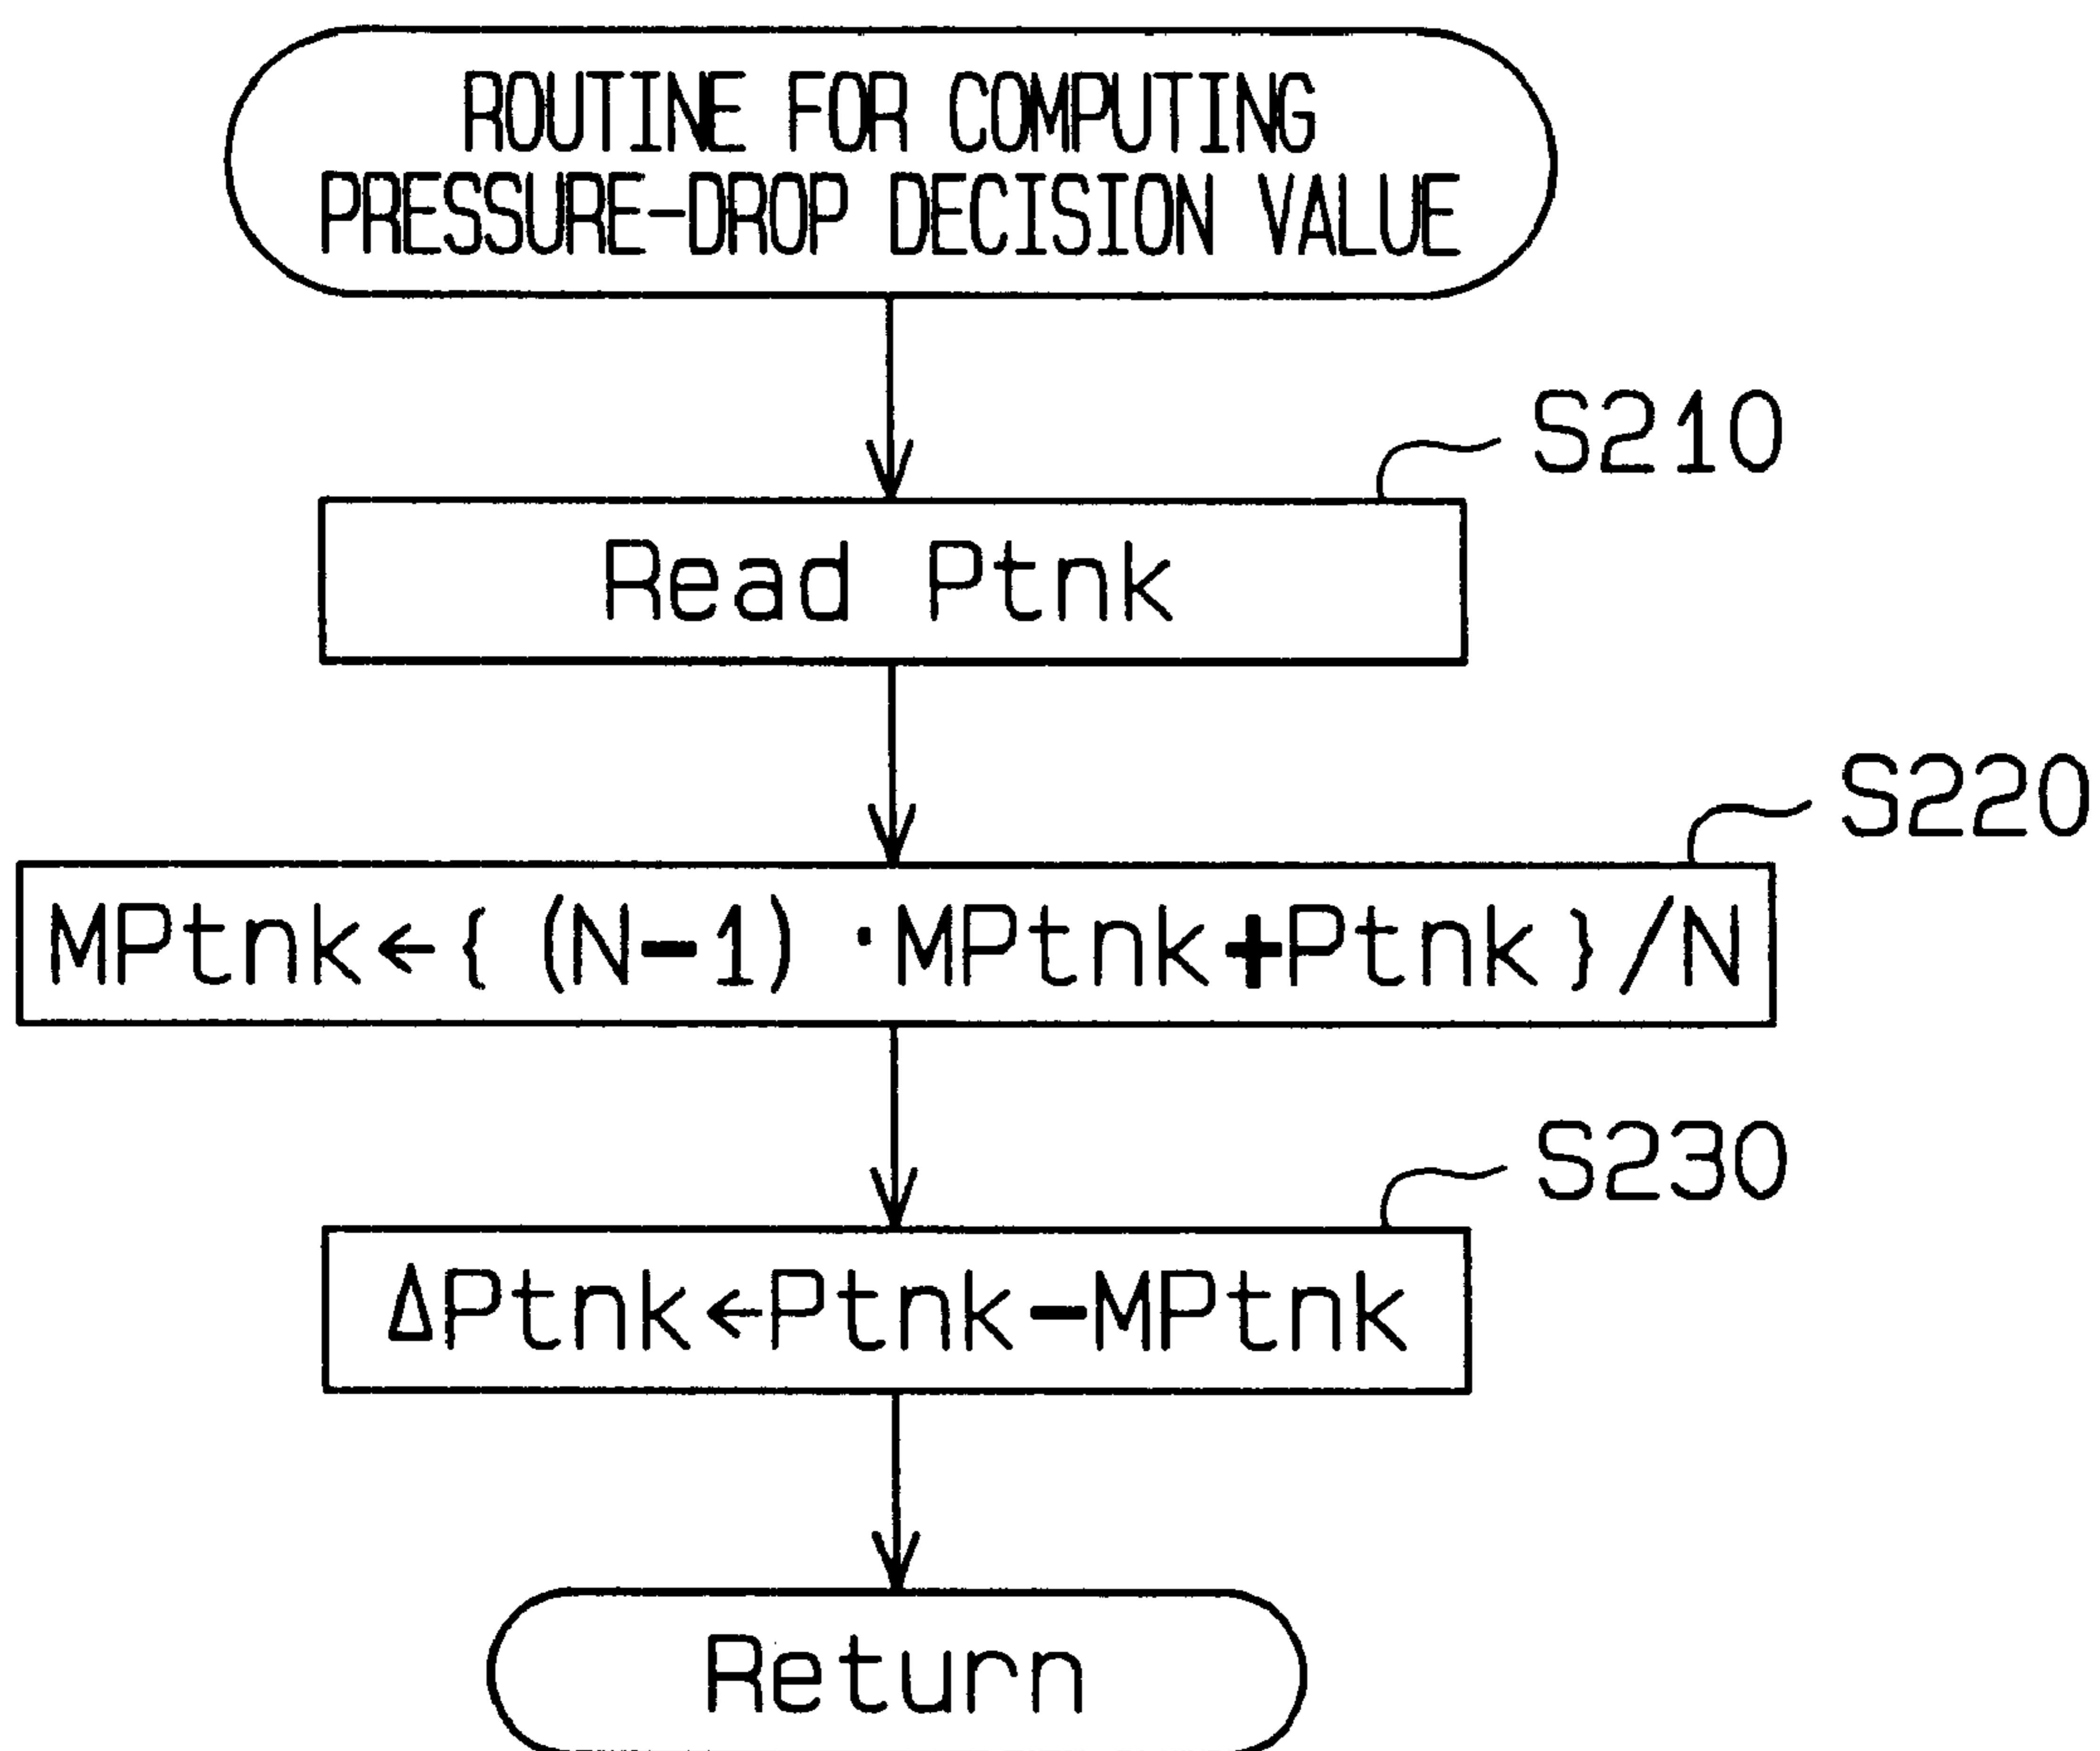 ROUTINE FOR COMPUTING
PRESSURE-DROP DECISION VALUE
S210
Read Ptnk
S220
MPtnk←{ (N-1) ·MPtnk+Ptnk}/N
S230
ΔPtnk←Ptnk-MPtnk
Return